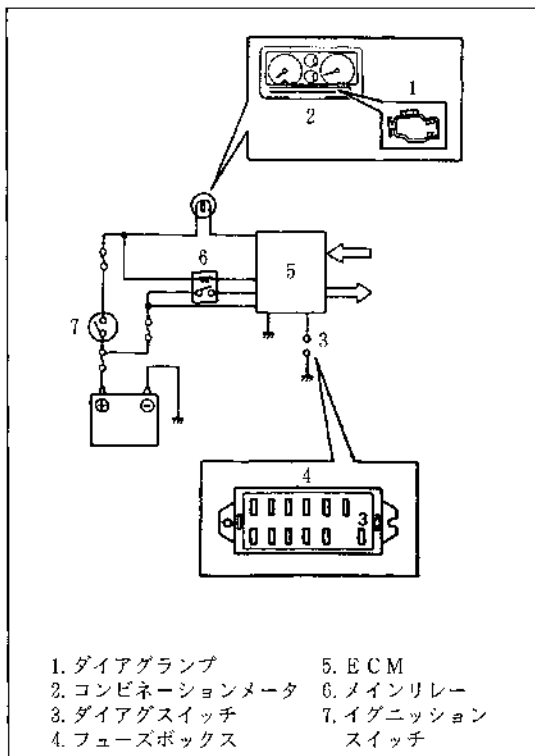 1
2
6
5
7
3
⊕ ⊖
4
3
1. ダイアグランプ
2. コンビネーションメータ
3. ダイアグスイッチ
4. フューズボックス
5. ECM
6. メインリレー
7. イグニッション
スイッチ